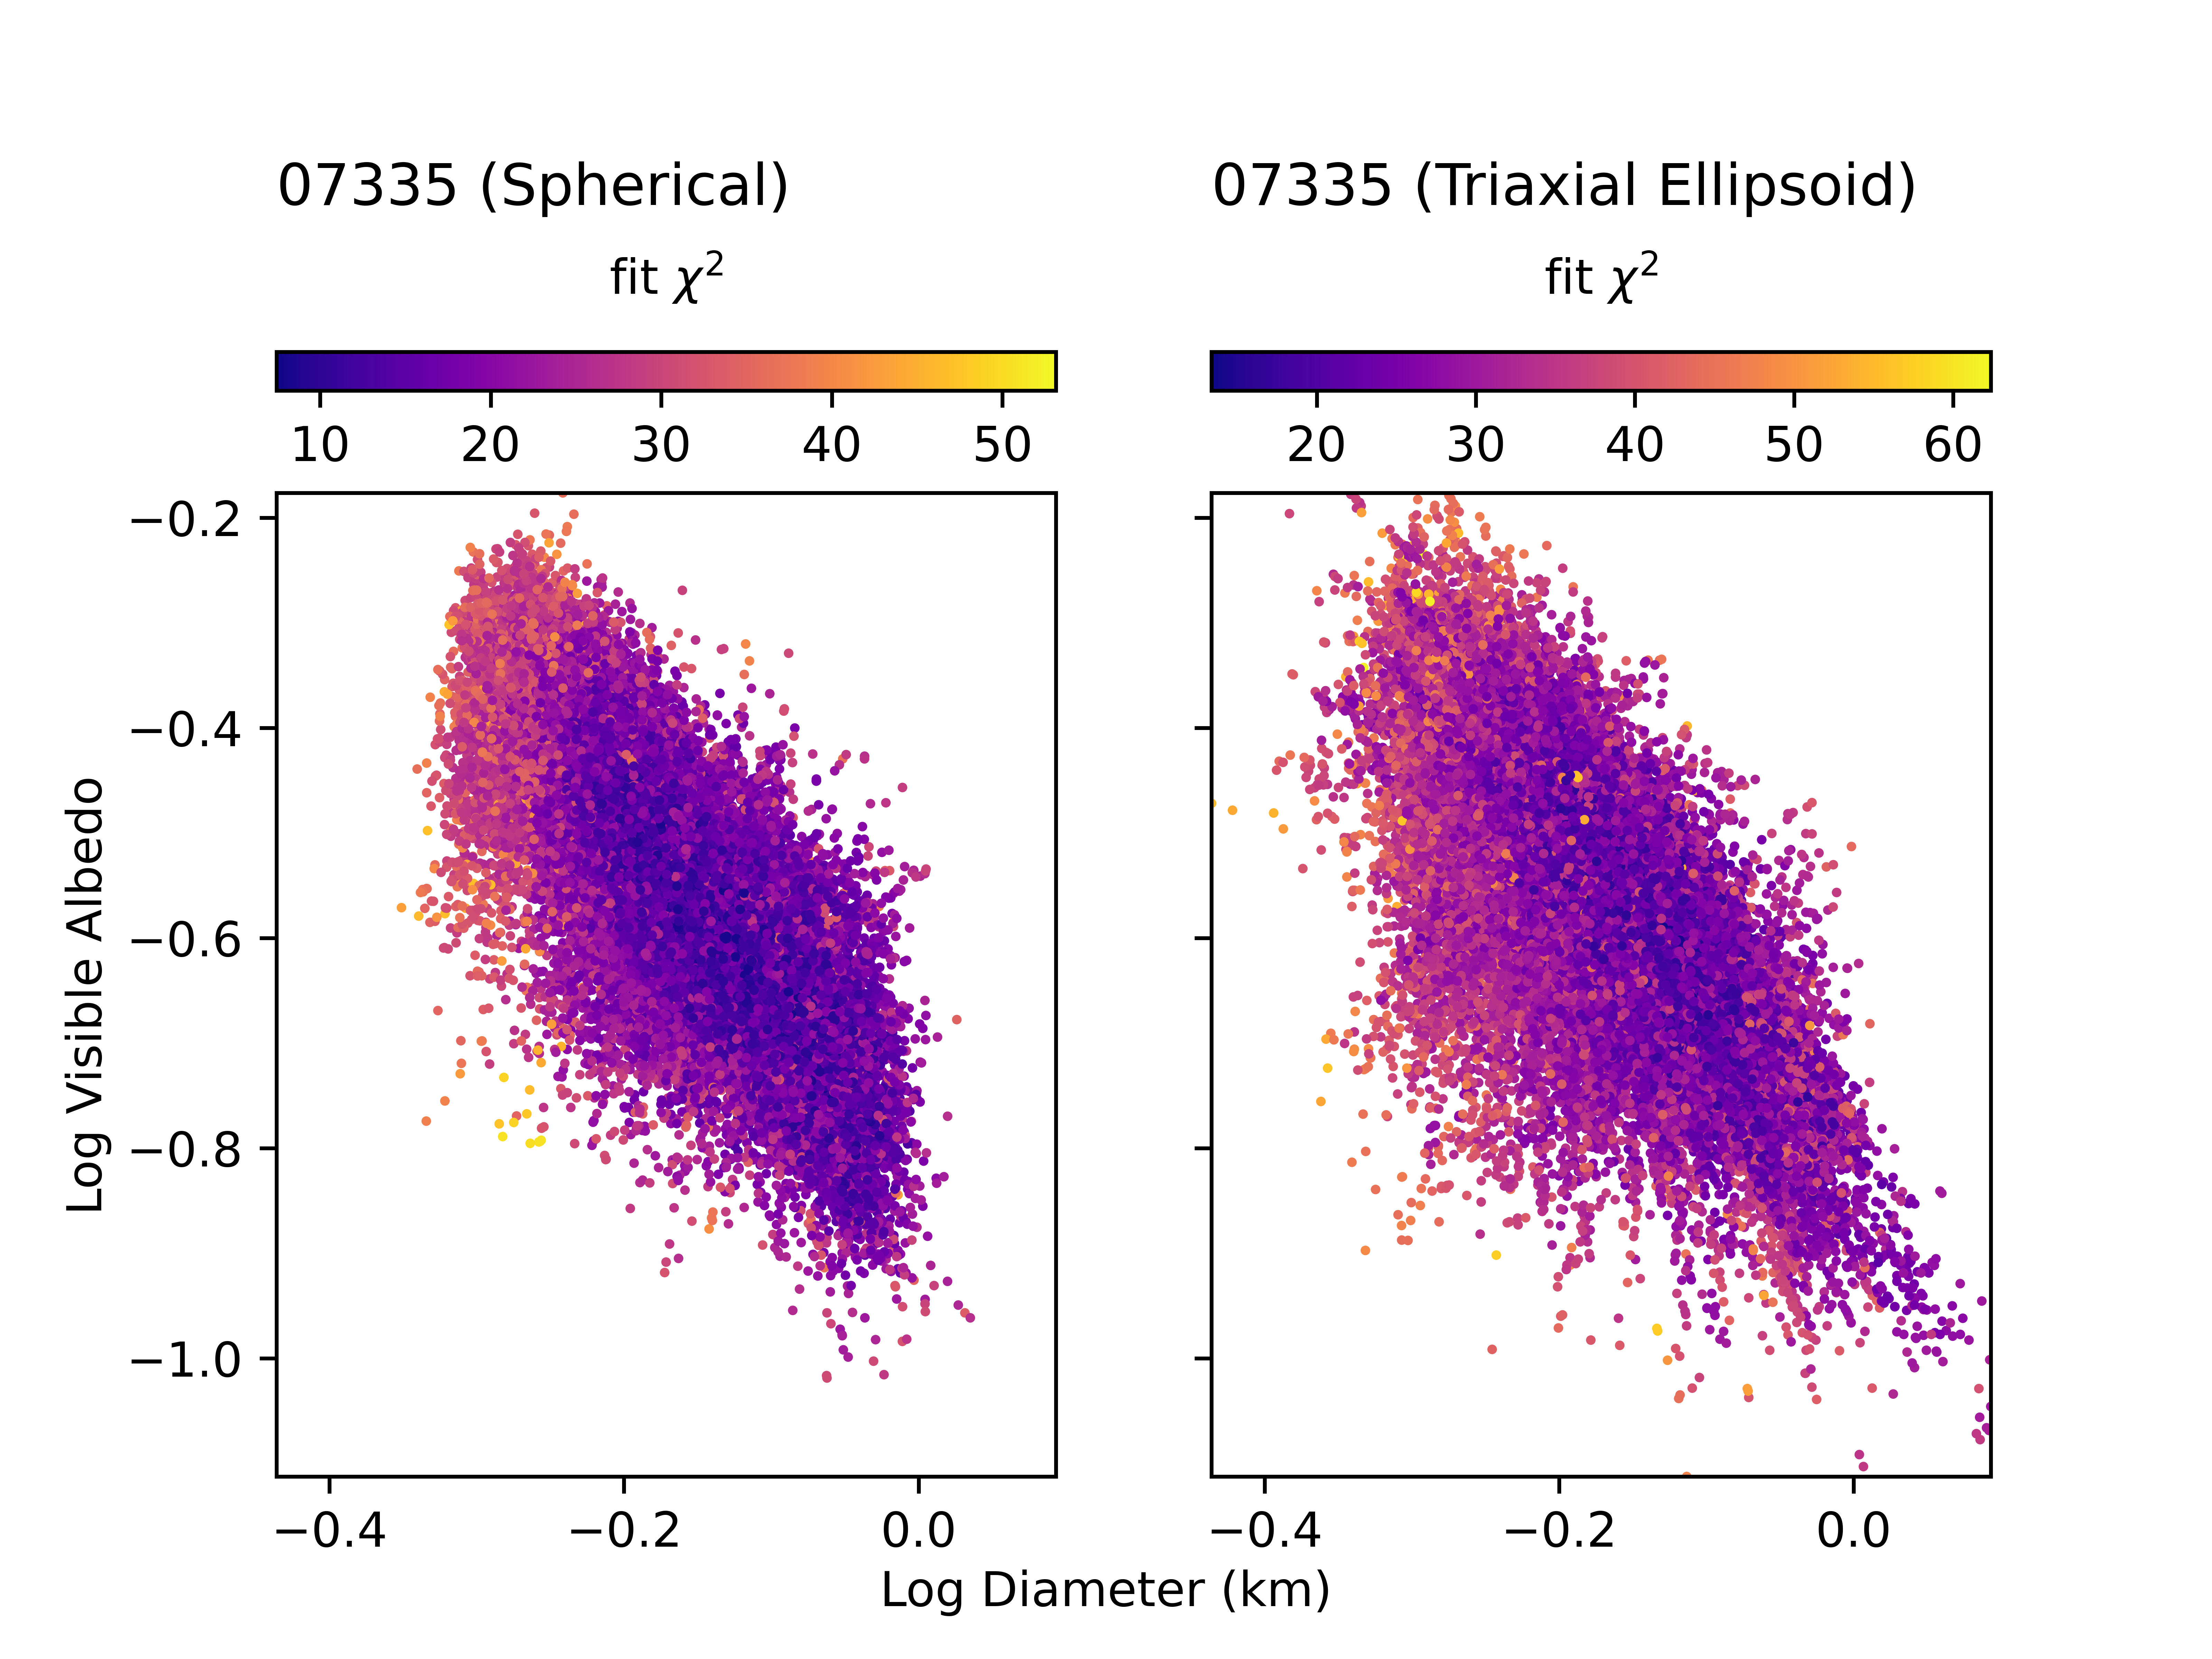 07335 (Spherical)
07335 (Triaxial Ellipsoid)
fit χ²
fit χ²
10 20 30 40 50
20 30 40 50 60
−0.2
−0.4
−0.6
−0.8
−1.0
Log Visible Albedo
−0.4 −0.2 0.0
−0.4 −0.2 0.0
Log Diameter (km)